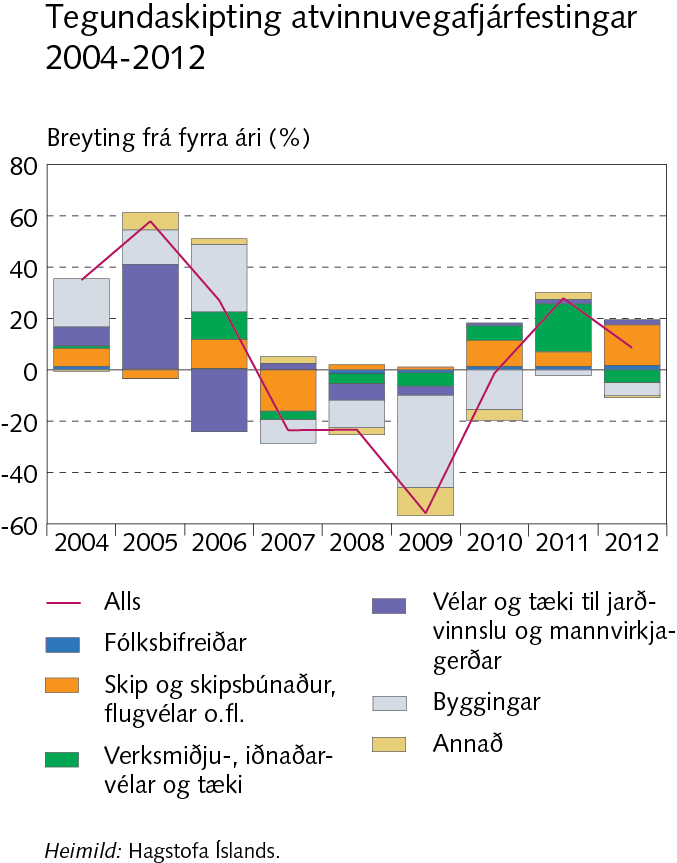 Tegundaskipting atvinnuvegafjárfestingar
2004-2012
Breyting frá fyrra ári (%)
80
60
40
20
0
-20
-40
-60
2004 2005 2006 2007 2008 2009 2010 2011 2012
Alls
Fólksbifreiðar
Skip og skipsbúnaður,
flugvélar o.fl.
Verksmiðju-, iðnaðar-
vélar og tæki
Vélar og tæki til jarð-
vinnslu og mannvirkja-
gerðar
Byggingar
Annað
Heimild: Hagstofa Íslands.